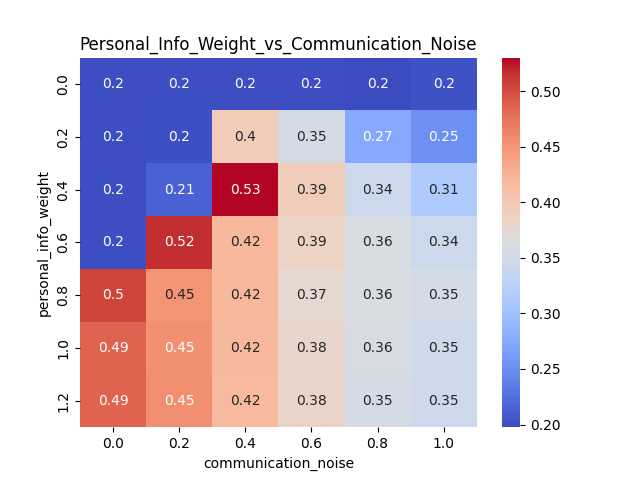 Personal_Info_Weight_vs_Communication_Noise
0.0 0.2 0.2 0.2 0.2 0.2 0.2
0.2 0.2 0.2 0.4 0.35 0.27 0.25
0.4 0.2 0.21 0.53 0.39 0.34 0.31
0.6 0.2 0.52 0.42 0.39 0.36 0.34
0.8 0.5 0.45 0.42 0.37 0.36 0.35
1.0 0.49 0.45 0.42 0.38 0.36 0.35
1.2 0.49 0.45 0.42 0.38 0.35 0.35
personal_info_weight
0.0 0.2 0.4 0.6 0.8 1.0
communication_noise
0.50
0.45
0.40
0.35
0.30
0.25
0.20